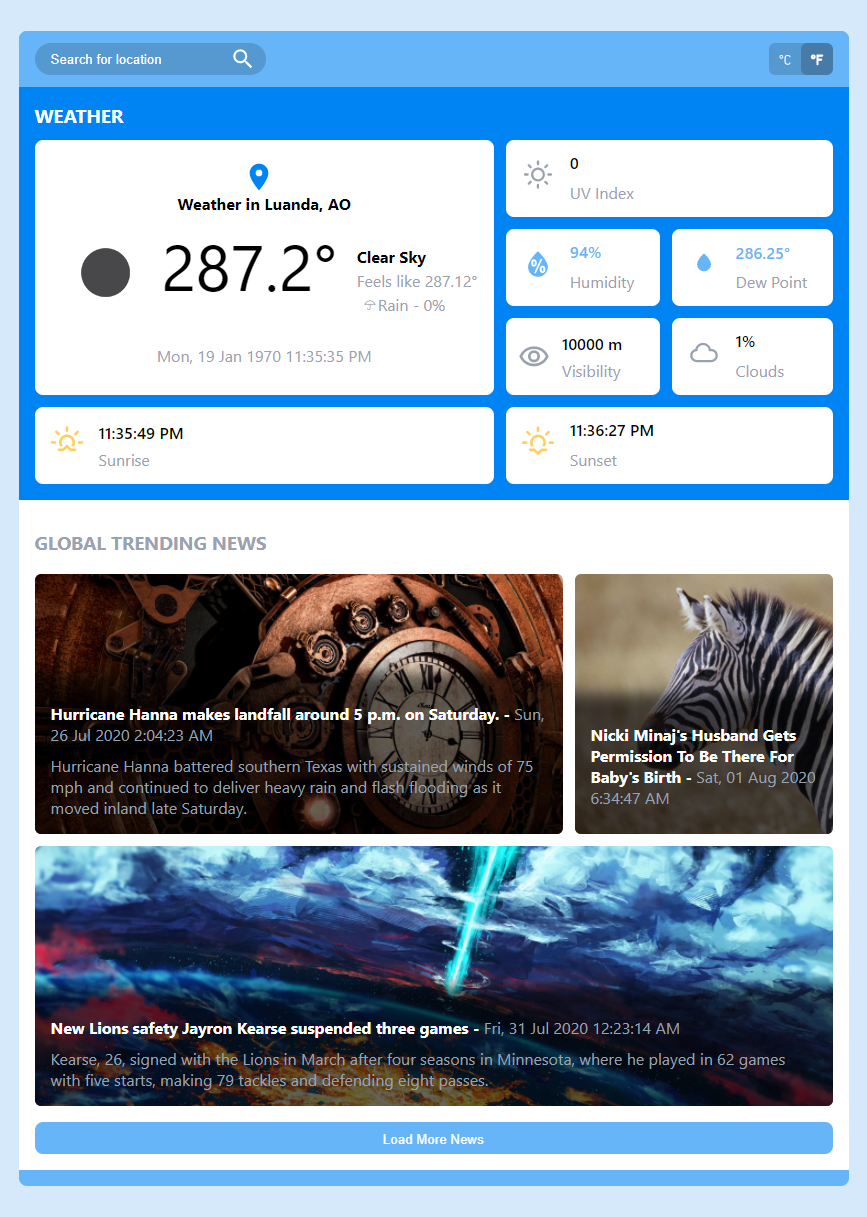 Search for location
°C
°F
WEATHER
Weather in Luanda, AO
287.2°
Clear Sky
Feels like 287.12°
Rain - 0%
Mon, 19 Jan 1970 11:35:35 PM
0
UV Index
94%
Humidity
286.25°
Dew Point
10000 m
Visibility
1%
Clouds
11:35:49 PM
Sunrise
11:36:27 PM
Sunset
GLOBAL TRENDING NEWS
Hurricane Hanna makes landfall around 5 p.m. on Saturday. - Sun,
26 Jul 2020 2:04:23 AM
Hurricane Hanna battered southern Texas with sustained winds of 75
mph and continued to deliver heavy rain and flash flooding as it
moved inland late Saturday.
Nicki Minaj's Husband Gets
Permission To Be There For
Baby's Birth - Sat, 01 Aug 2020
6:34:47 AM
New Lions safety Jayron Kearse suspended three games - Fri, 31 Jul 2020 12:23:14 AM
Kearse, 26, signed with the Lions in March after four seasons in Minnesota, where he played in 62 games
with five starts, making 79 tackles and defending eight passes.
Load More News